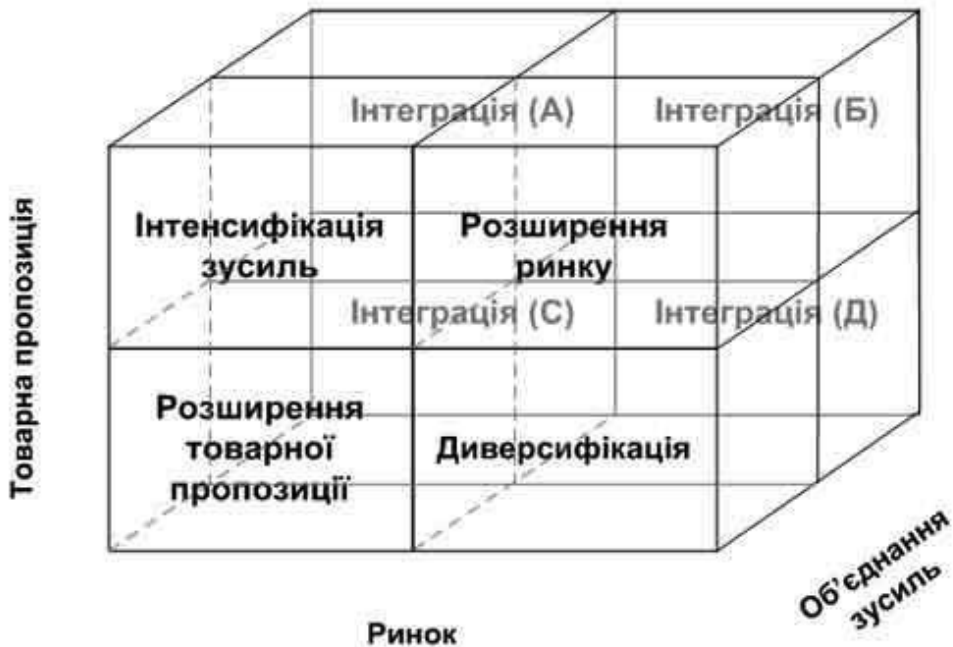 Інтеграція (А)
Інтеграція (Б)
Товарна пропозиція
Інтенсифікація
зусиль
Розширення
ринку
Інтеграція (С)
Інтеграція (Д)
Розширення
товарної
пропозиції
Диверсифікація
Об’єднання
зусиль
Ринок